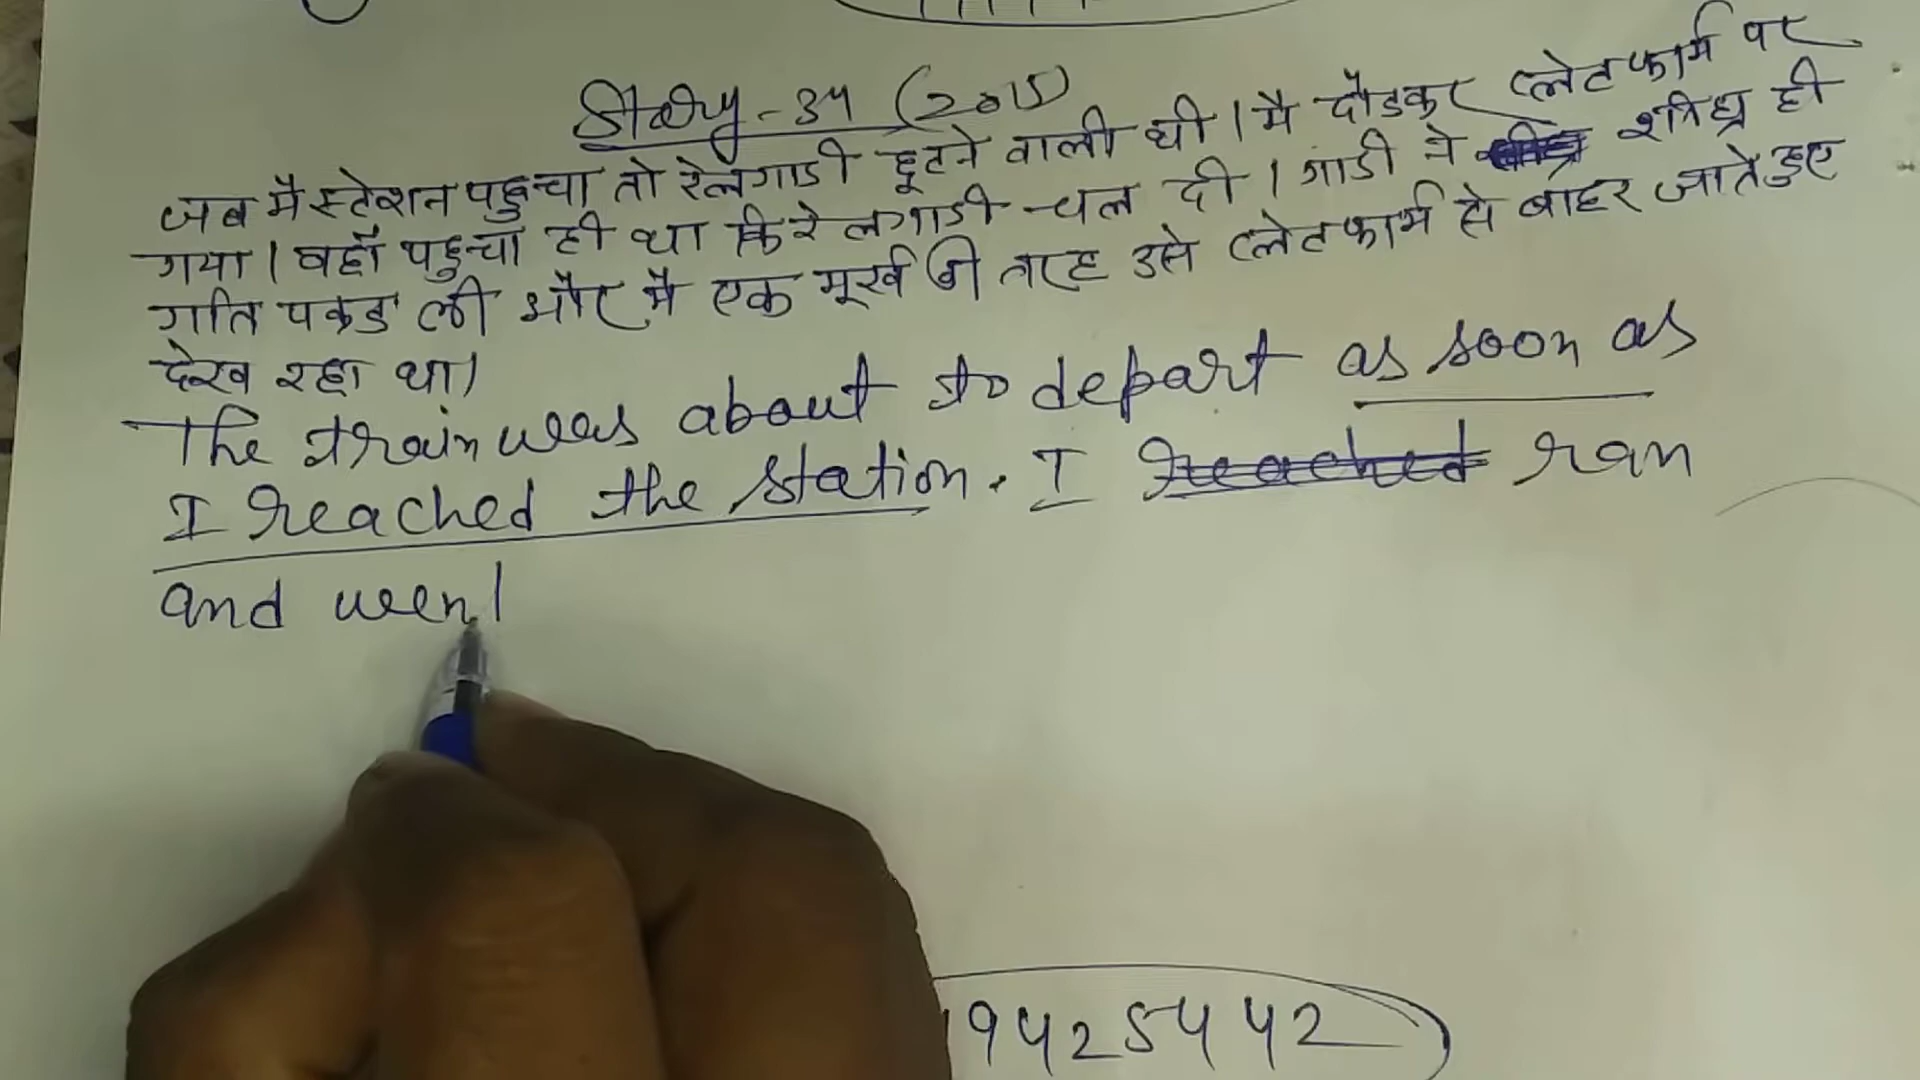 Story-34 (2015)
जब मै स्टेशन पहुन्चा तो रेलगाडी छूटने वाली थी। मै दौडकर प्लेटफार्म पर
गया। वहाँ पहुन्चा ही था कि रेलगाडी चल दी। गाडी ने शीघ्र ही
गति पकड ली और मै एक मूर्ख की तरह उसे प्लेटफार्म से बाहर जाते हुए
देख रहा था।
The train was about to depart as soon as
I reached the station. I reached ran
and wen
9425442